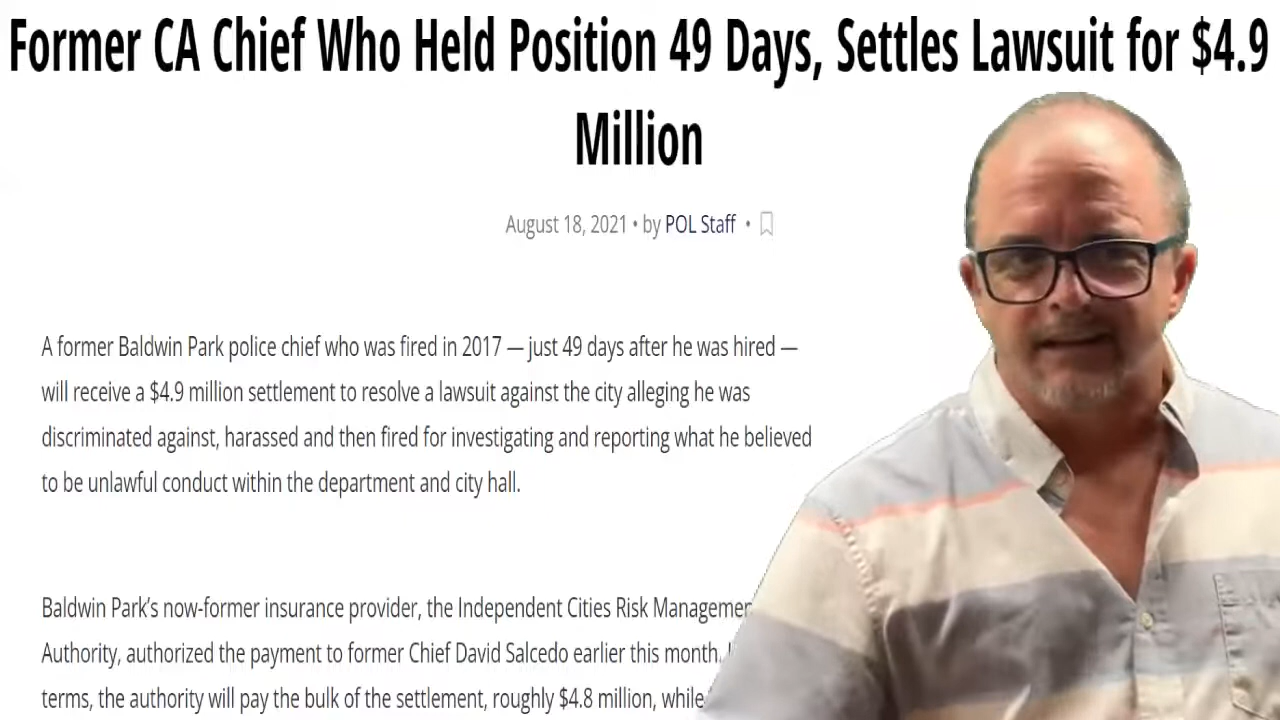 Former CA Chief Who Held Position 49 Days, Settles Lawsuit for $4.9
Million
August 18, 2021 • by POL Staff •
A former Baldwin Park police chief who was fired in 2017 — just 49 days after he was hired —
will receive a $4.9 million settlement to resolve a lawsuit against the city alleging he was
discriminated against, harassed and then fired for investigating and reporting what he believed
to be unlawful conduct within the department and city hall.
Baldwin Park’s now-former insurance provider, the Independent Cities Risk
Authority, authorized the payment to former Chief David Salcedo earlier this month.
terms, the authority will pay the bulk of the settlement, roughly $4.8 million, while